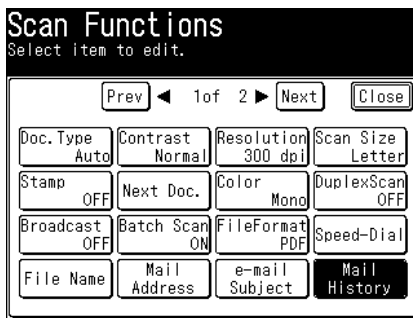 Scan Functions
Select item to edit.
Prev ◀ 1of 2 ▶ Next Close
Doc.Type Contrast Resolution Scan Size
Auto Normal 300 dpi Letter
Stamp Next Doc. Color DuplexScan
OFF Mono OFF
Broadcast Batch Scan FileFormat Speed-Dial
OFF ON PDF
File Name Mail e-mail Mail
Address Subject History